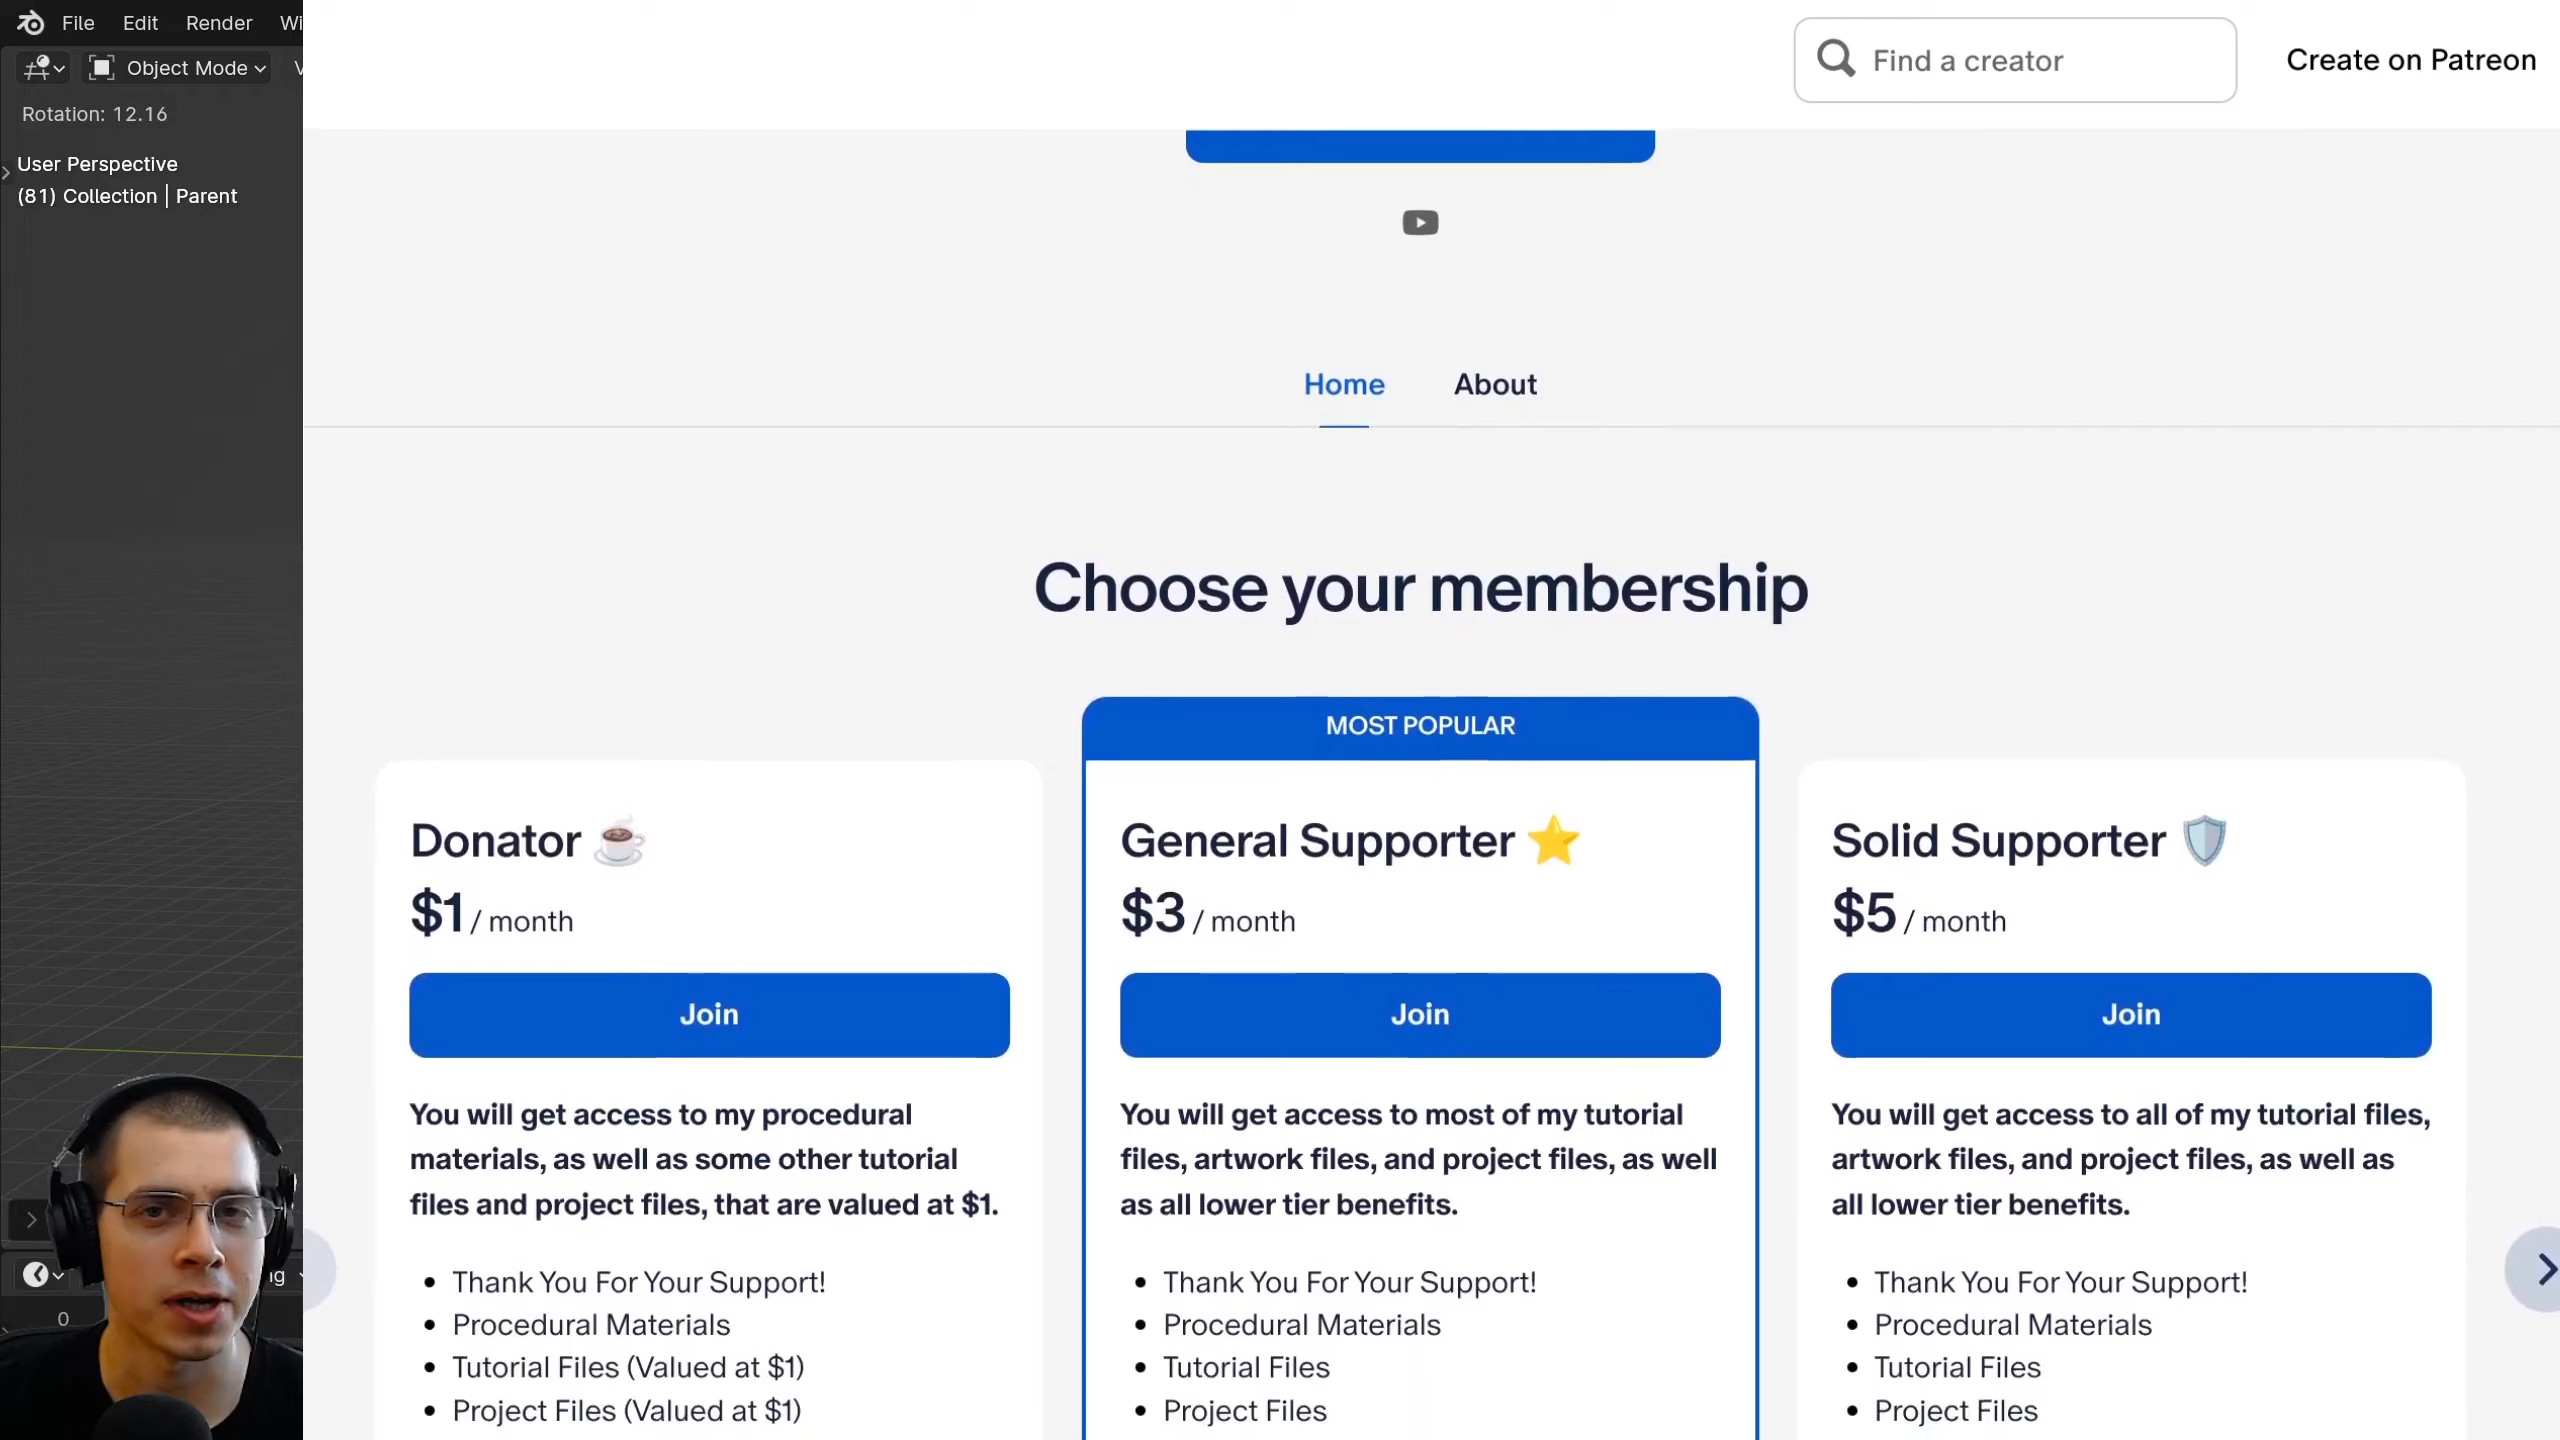 File Edit Render Wi
Object Mode
Rotation: 12.16
User Perspective
(81) Collection | Parent
0
Find a creator
Create on Patreon
Home About
Choose your membership
MOST POPULAR
Donator
$1 / month
Join
You will get access to my procedural
materials, as well as some other tutorial
files and project files, that are valued at $1.
Thank You For Your Support!
Procedural Materials
Tutorial Files (Valued at $1)
Project Files (Valued at $1)
General Supporter
$3 / month
Join
You will get access to most of my tutorial
files, artwork files, and project files, as well
as all lower tier benefits.
Thank You For Your Support!
Procedural Materials
Tutorial Files
Project Files
Solid Supporter
$5 / month
Join
You will get access to all of my tutorial files,
artwork files, and project files, as well as
all lower tier benefits.
Thank You For Your Support!
Procedural Materials
Tutorial Files
Project Files